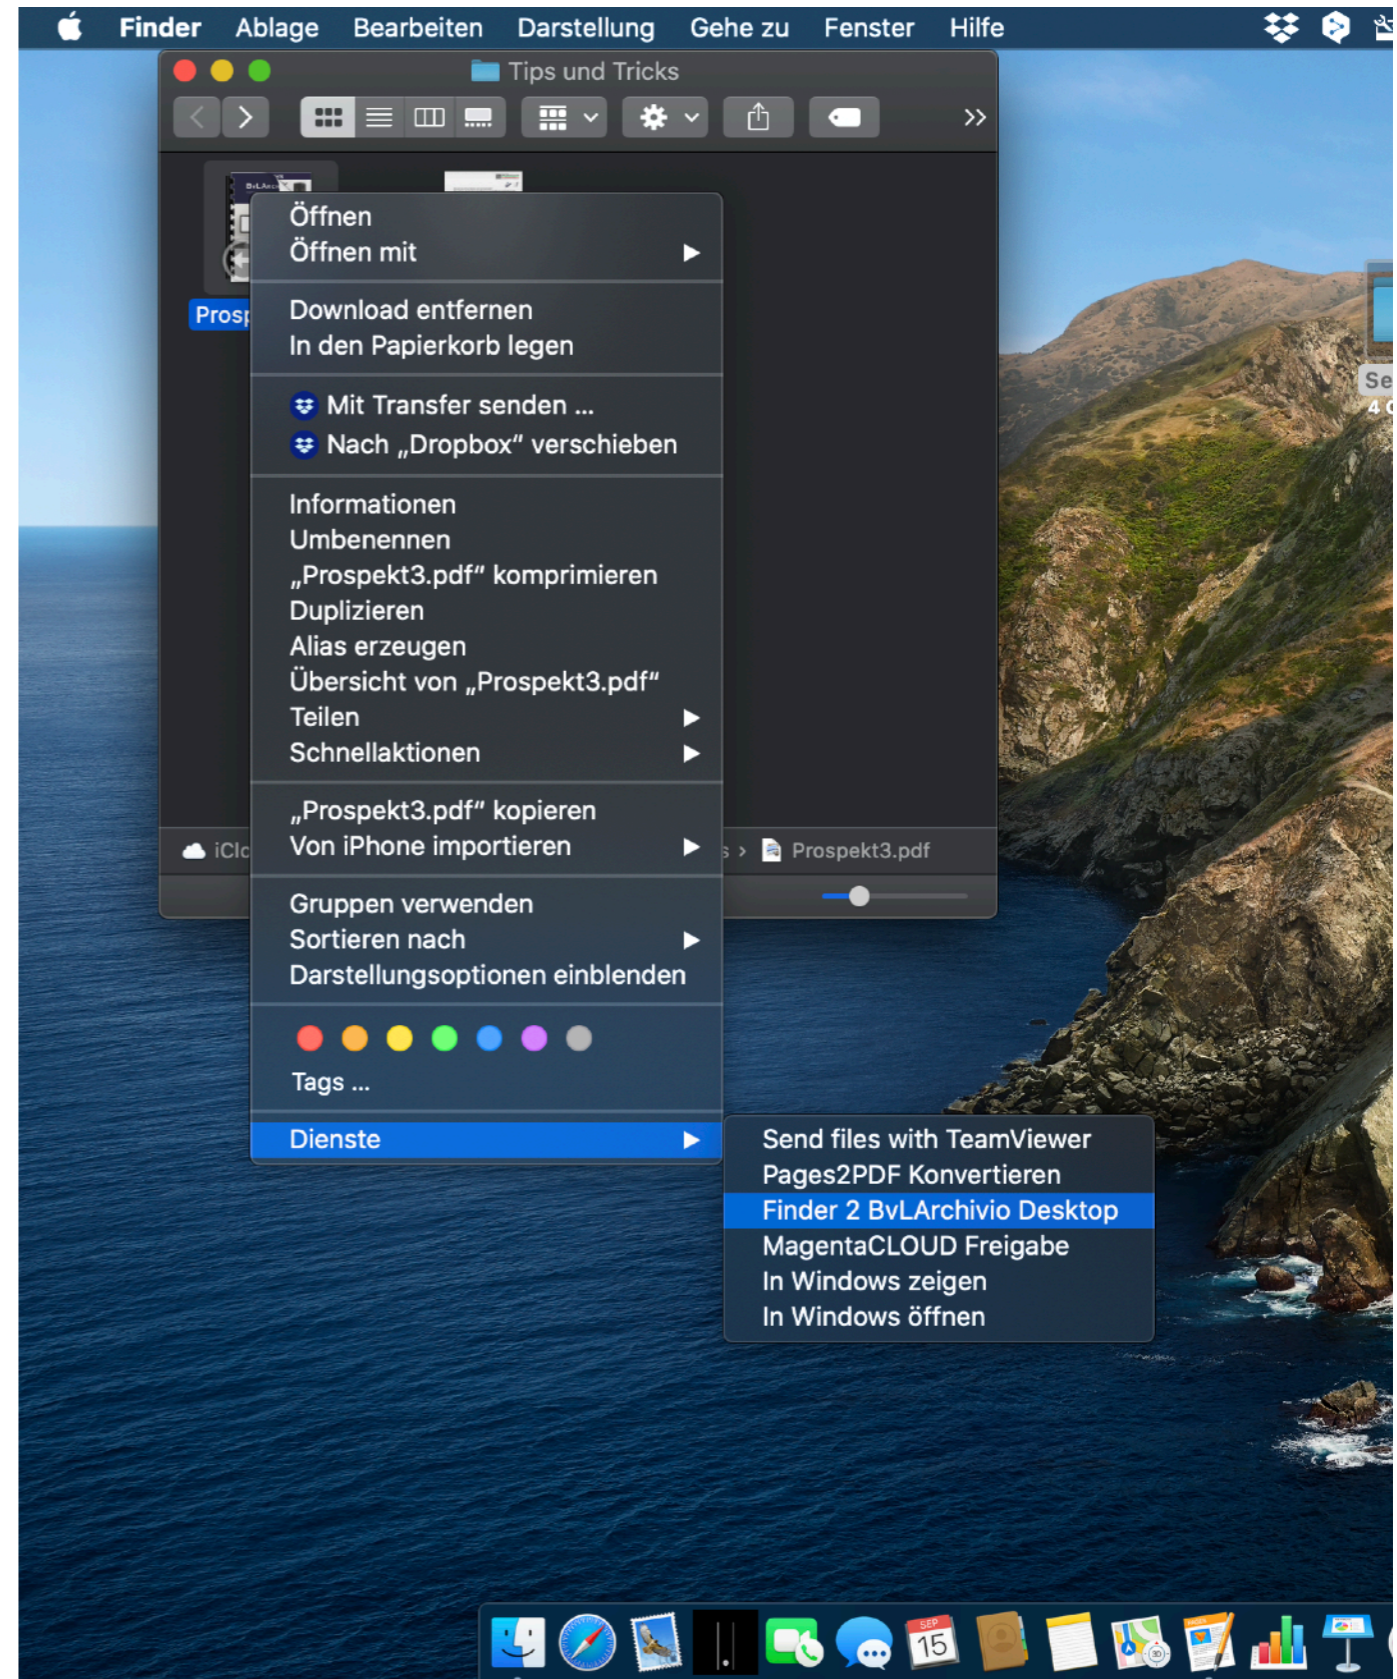 Finder Ablage Bearbeiten Darstellung Gehe zu Fenster Hilfe
Tips und Tricks
Öffnen
Öffnen mit
Download entfernen
In den Papierkorb legen
Mit Transfer senden ...
Nach „Dropbox“ verschieben
Informationen
Umbenennen
„Prospekt3.pdf“ komprimieren
Duplizieren
Alias erzeugen
Übersicht von „Prospekt3.pdf“
Teilen
Schnellaktionen
„Prospekt3.pdf“ kopieren
Von iPhone importieren
Prospekt3.pdf
Gruppen verwenden
Sortieren nach
Darstellungsoptionen einblenden
Tags ...
Dienste
Send files with TeamViewer
Pages2PDF Konvertieren
Finder 2 BvLArchivio Desktop
MagentaCLOUD Freigabe
In Windows zeigen
In Windows öffnen
SEP
15